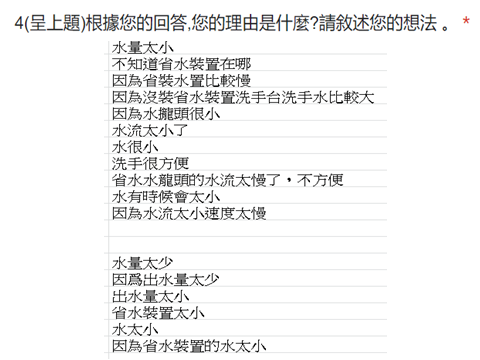 4(呈上題)根據您的回答,您的理由是什麼?請敘述您的想法 。 *
水量太小
不知道省水裝置在哪
因為省裝水置比較慢
因為沒裝省水裝置洗手台洗手水比較大
因為水攏頭很小
水流太小了
水很小
洗手很方便
省水水龍頭的水流太慢了，不方便
水有時候會太小
因為水流太小速度太慢
水量太少
因爲出水量太少
出水量太小
省水裝置太小
水太小
因為省水裝置的水太小